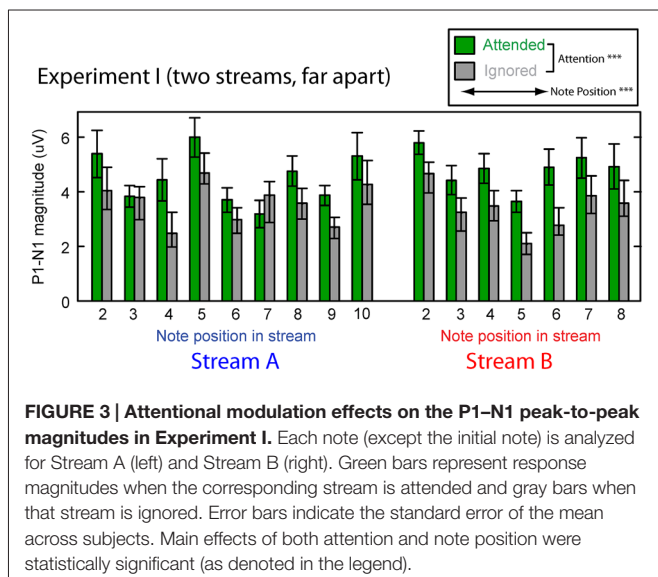 Attended
Ignored
Attention ***
Note Position ***
Experiment I (two streams, far apart)
P1-N1 magnitude (uV)
6
4
2
0
2 3 4 5 6 7 8 9 10
2 3 4 5 6 7 8
Note position in stream
Note position in stream
Stream A
Stream B
FIGURE 3 | Attentional modulation effects on the P1–N1 peak-to-peak
magnitudes in Experiment I. Each note (except the initial note) is analyzed
for Stream A (left) and Stream B (right). Green bars represent response
magnitudes when the corresponding stream is attended and gray bars when
that stream is ignored. Error bars indicate the standard error of the mean
across subjects. Main effects of both attention and note position were
statistically significant (as denoted in the legend).